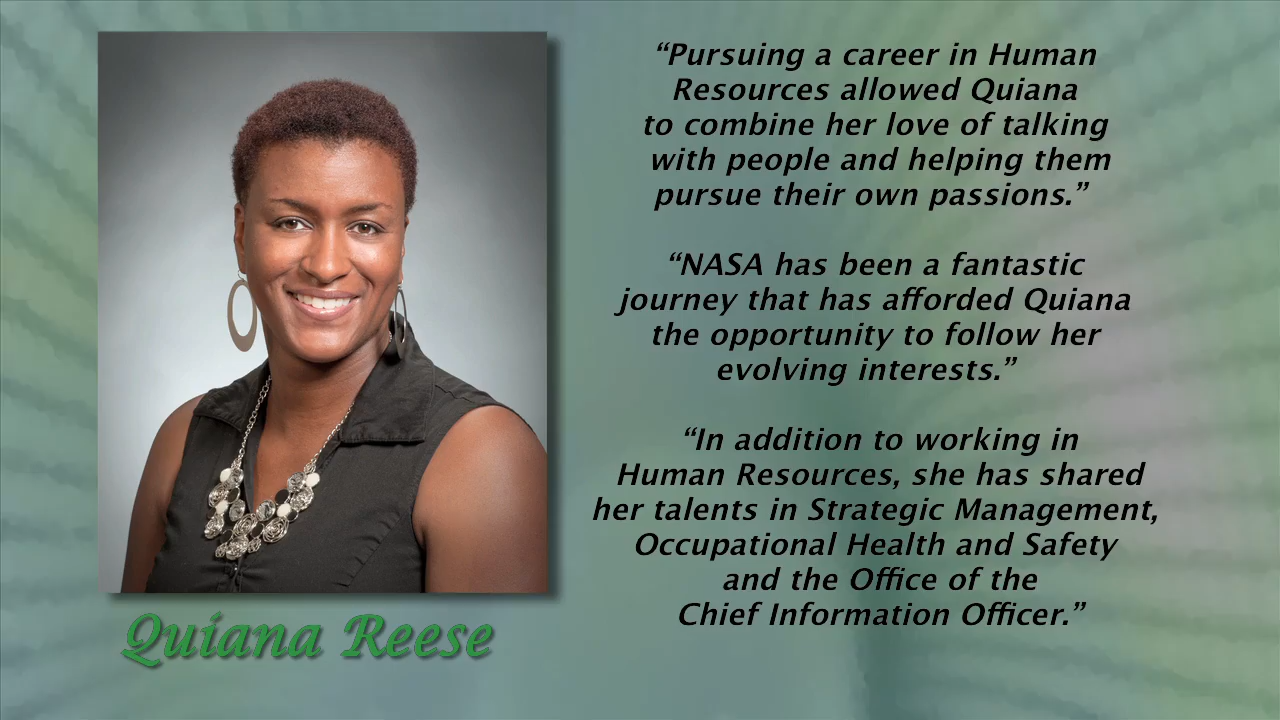 “Pursuing a career in Human
Resources allowed Quiana
to combine her love of talking
with people and helping them
pursue their own passions.”
“NASA has been a fantastic
journey that has afforded Quiana
the opportunity to follow her
evolving interests.”
“In addition to working in
Human Resources, she has shared
her talents in Strategic Management,
Occupational Health and Safety
and the Office of the
Chief Information Officer.”
Quiana Reese